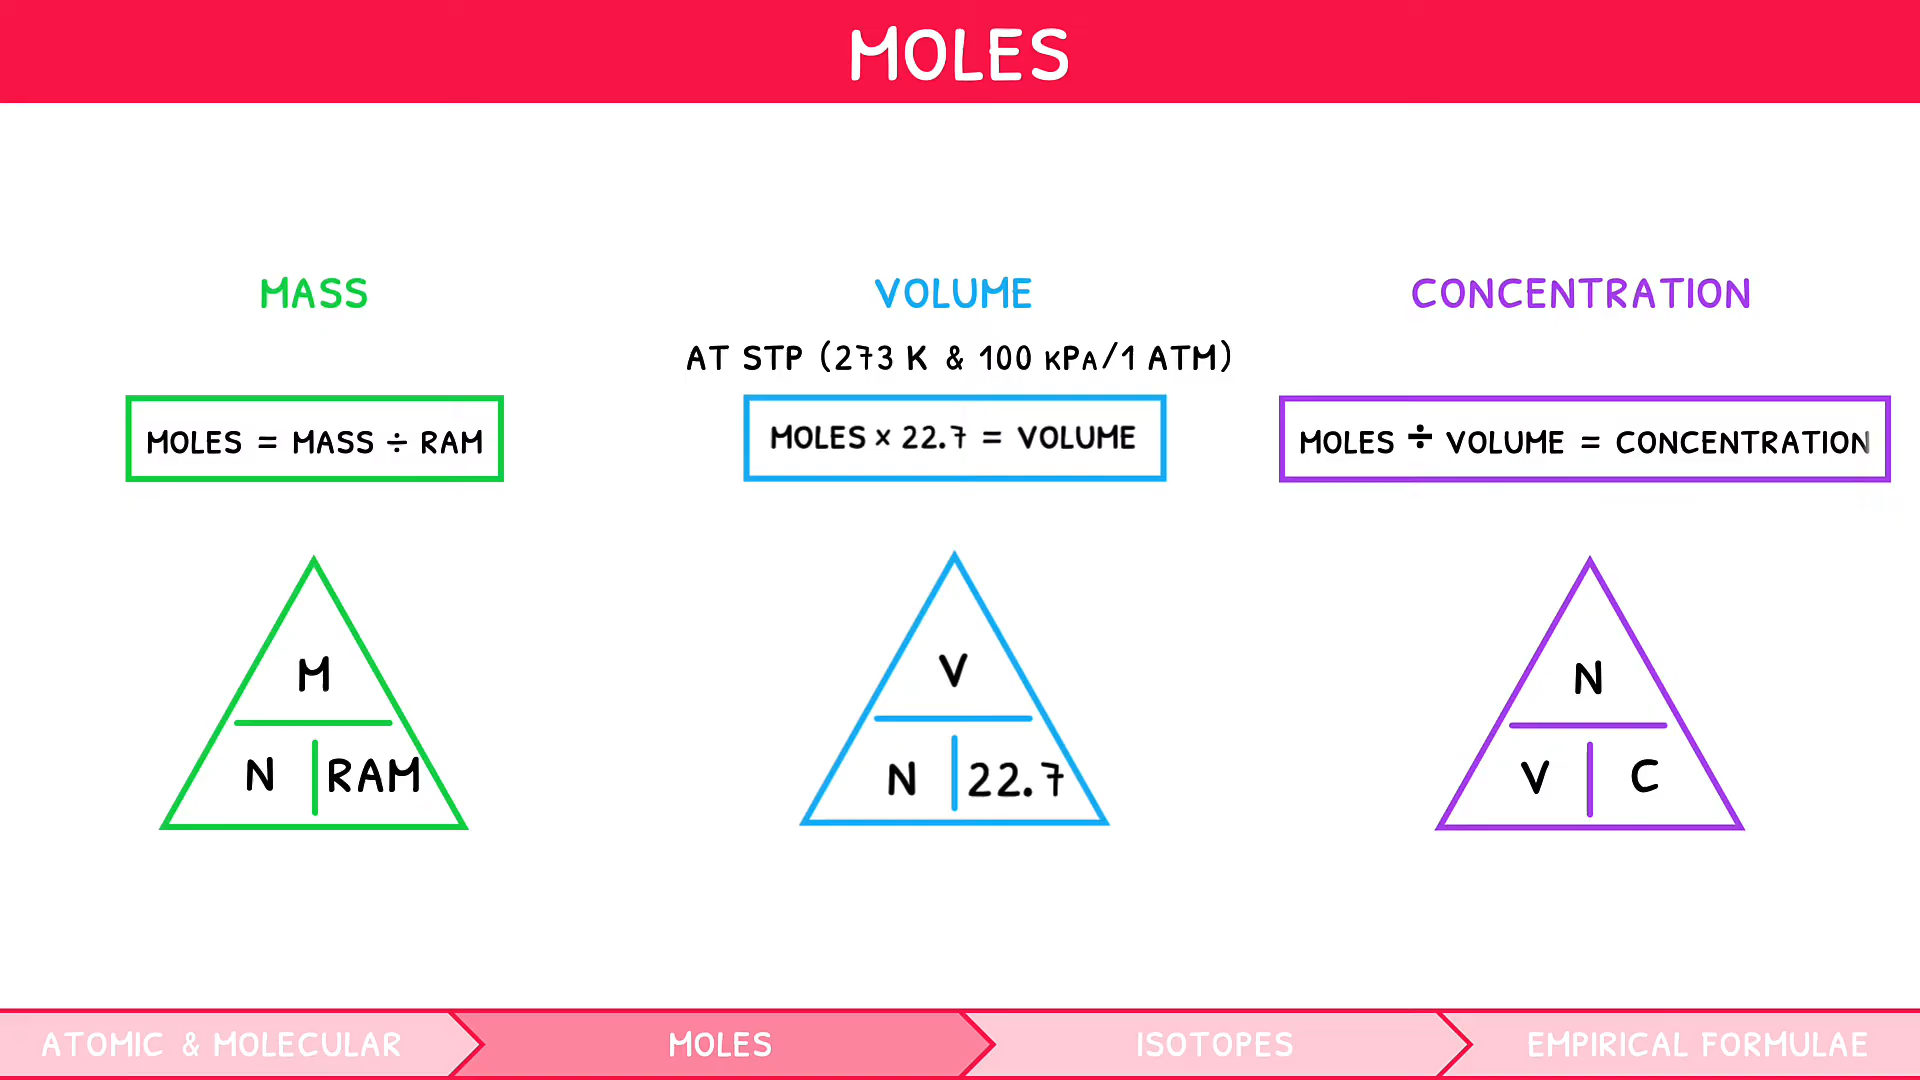 MOLES
MASS
VOLUME
CONCENTRATION
AT STP (273 K & 100 KPA/1 ATM)
MOLES = MASS ÷ RAM
MOLES × 22.7 = VOLUME
MOLES ÷ VOLUME = CONCENTRATION
M
N RAM
V
N 22.7
N
V C
ATOMIC & MOLECULAR
MOLES
ISOTOPES
EMPIRICAL FORMULAE